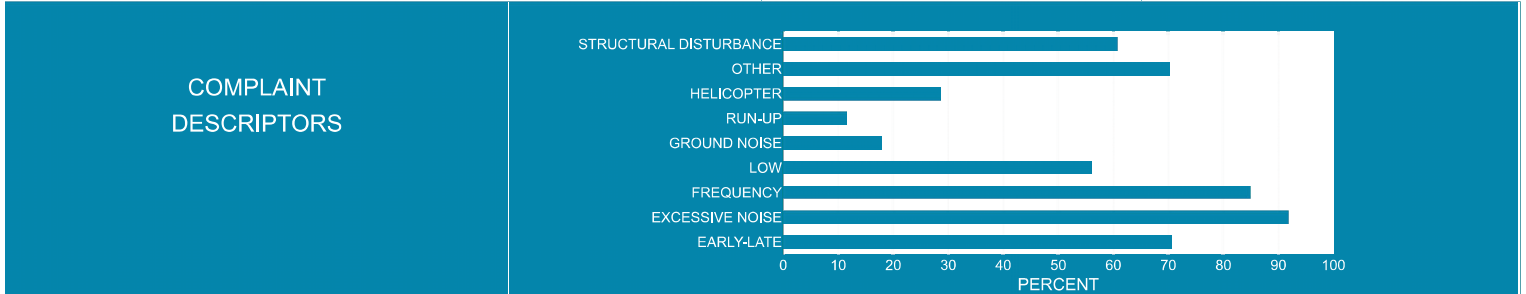 COMPLAINT
DESCRIPTORS
STRUCTURAL DISTURBANCE
OTHER
HELICOPTER
RUN-UP
GROUND NOISE
LOW
FREQUENCY
EXCESSIVE NOISE
EARLY-LATE
0 10 20 30 40 50 60 70 80 90 100
PERCENT